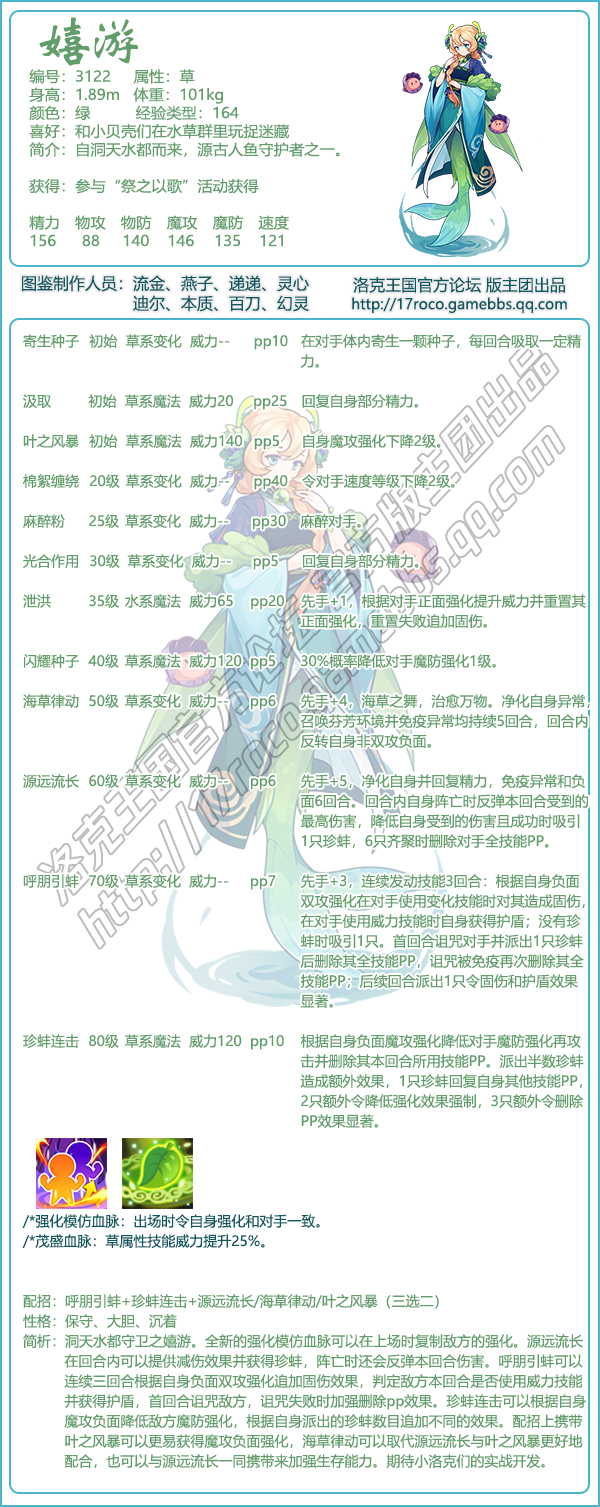 嬉游
编号：3122 属性：草
身高：1.89m 体重：101kg
颜色：绿 经验类型：164
喜好：和小贝壳们在水草群里玩捉迷藏
简介：自洞天水都而来，源古人鱼守护者之一。
获得：参与“祭之以歌”活动获得
精力 物攻 物防 魔攻 魔防 速度
156 88 140 146 135 121
图鉴制作人员：流金、燕子、递递、灵心
迪尔、本质、百刀、幻灵
洛克王国官方论坛 版主团出品
http://17roco.gamebbs.qq.com
寄生种子 初始 草系变化 威力-- pp10 在对手体内寄生一颗种子，每回合吸取一定精
力。
汲取 初始 草系魔法 威力20 pp25 回复自身部分精力。
叶之风暴 初始 草系魔法 威力140 pp5 自身魔攻强化下降2级。
棉絮缠绕 20级 草系变化 威力-- pp40 令对手速度等级下降2级。
麻醉粉 25级 草系变化 威力-- pp30 麻醉对手。
光合作用 30级 草系变化 威力-- pp5 回复自身部分精力。
泄洪 35级 水系魔法 威力65 pp20 先手+1，根据对手正面强化提升威力并重置其
正面强化，重置失败追加固伤。
闪耀种子 40级 草系魔法 威力120 pp5 30%概率降低对手魔防强化1级。
海草律动 50级 草系变化 威力-- pp6 先手+4，海草之舞，治愈万物。净化自身异常，
召唤芬芳环境并免疫异常均持续5回合，回合内
反转自身非双攻负面。
源远流长 60级 草系变化 威力-- pp6 先手+5，净化自身并回复精力，免疫异常和负
面6回合。回合内自身阵亡时反弹本回合受到的
最高伤害，降低自身受到的伤害且成功时吸引
1只珍蚌，6只齐聚时删除对手全技能PP。
呼朋引蚌 70级 草系变化 威力-- pp7 先手+3，连续发动技能3回合：根据自身负面
双攻强化在对手使用变化技能时对其造成固伤，
在对手使用威力技能时自身获得护盾；没有珍
蚌时吸引1只。首回合诅咒对手并派出1只珍蚌
后删除其全技能PP，诅咒被免疫再次删除其全
技能PP；后续回合派出1只令固伤和护盾效果
显著。
珍蚌连击 80级 草系魔法 威力120 pp10 根据自身负面魔攻强化降低对手魔防强化再攻
击并删除其本回合所用技能PP。派出半数珍蚌
造成额外效果，1只珍蚌回复自身其他技能PP，
2只额外令降低强化效果强制，3只额外令删除
PP效果显著。
/*强化模仿血脉：出场时令自身强化和对手一致。
/*茂盛血脉：草属性技能威力提升25%。
配招：呼朋引蚌+珍蚌连击+源远流长/海草律动/叶之风暴（三选二）
性格：保守、大胆、沉着
简析：洞天水都守卫之嬉游。全新的强化模仿血脉可以在上场时复制敌方的强化。源远流长
在回合内可以提供减伤效果并获得珍蚌，阵亡时还会反弹本回合伤害。呼朋引蚌可以
连续三回合根据自身负面双攻强化追加固伤效果，判定敌方本回合是否使用威力技能
并获得护盾，首回合诅咒敌方，诅咒失败时加强删除pp效果。珍蚌连击可以根据自身
魔攻负面降低敌方魔防强化，根据自身派出的珍蚌数目追加不同的效果。配招上携带
叶之风暴可以更易获得魔攻负面强化，海草律动可以取代源远流长与叶之风暴更好地
配合，也可以与源远流长一同携带来加强生存能力。期待小洛克们的实战开发。
洛克王国官方论坛 官方版主团出品
http://17roco.gamebbs.qq.com